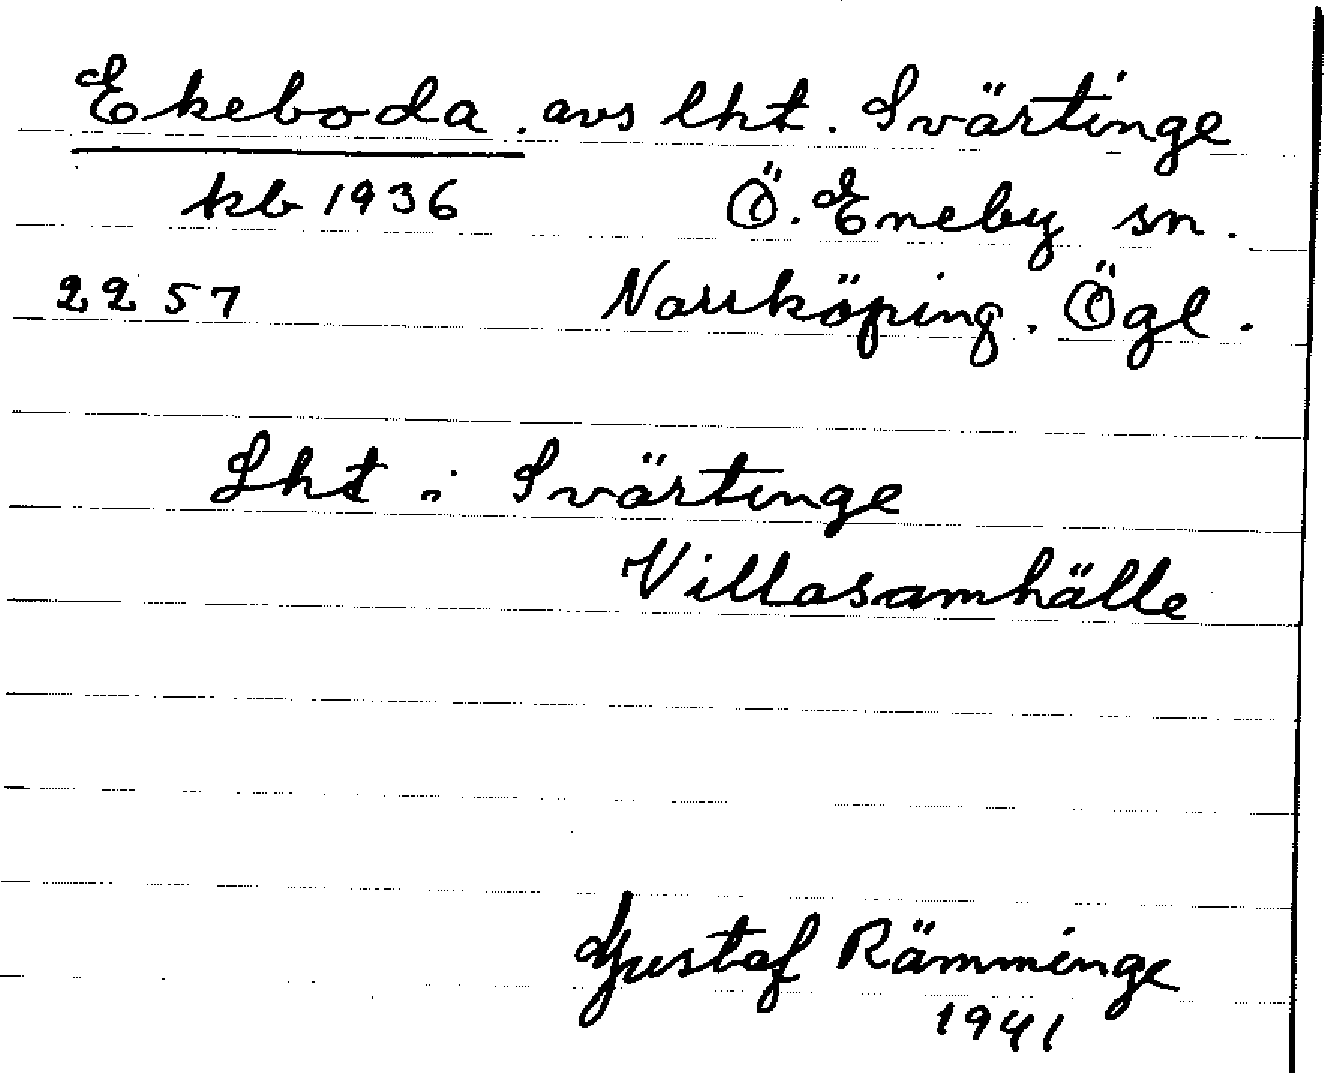 Ekeboda. avs lht. Svärtinge
kb 1936 Ö. Eneby sn.
2257 Norrköping. Ögl.
Lht i Svärtinge
Villasamhälle
Gustaf Rämminge
1941